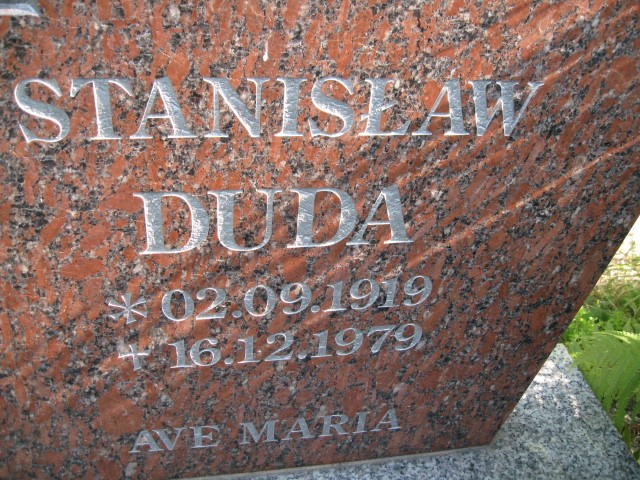 STANISŁAW
DUDA
* 02.09.1919
+ 16.12.1979
AVE MARIA